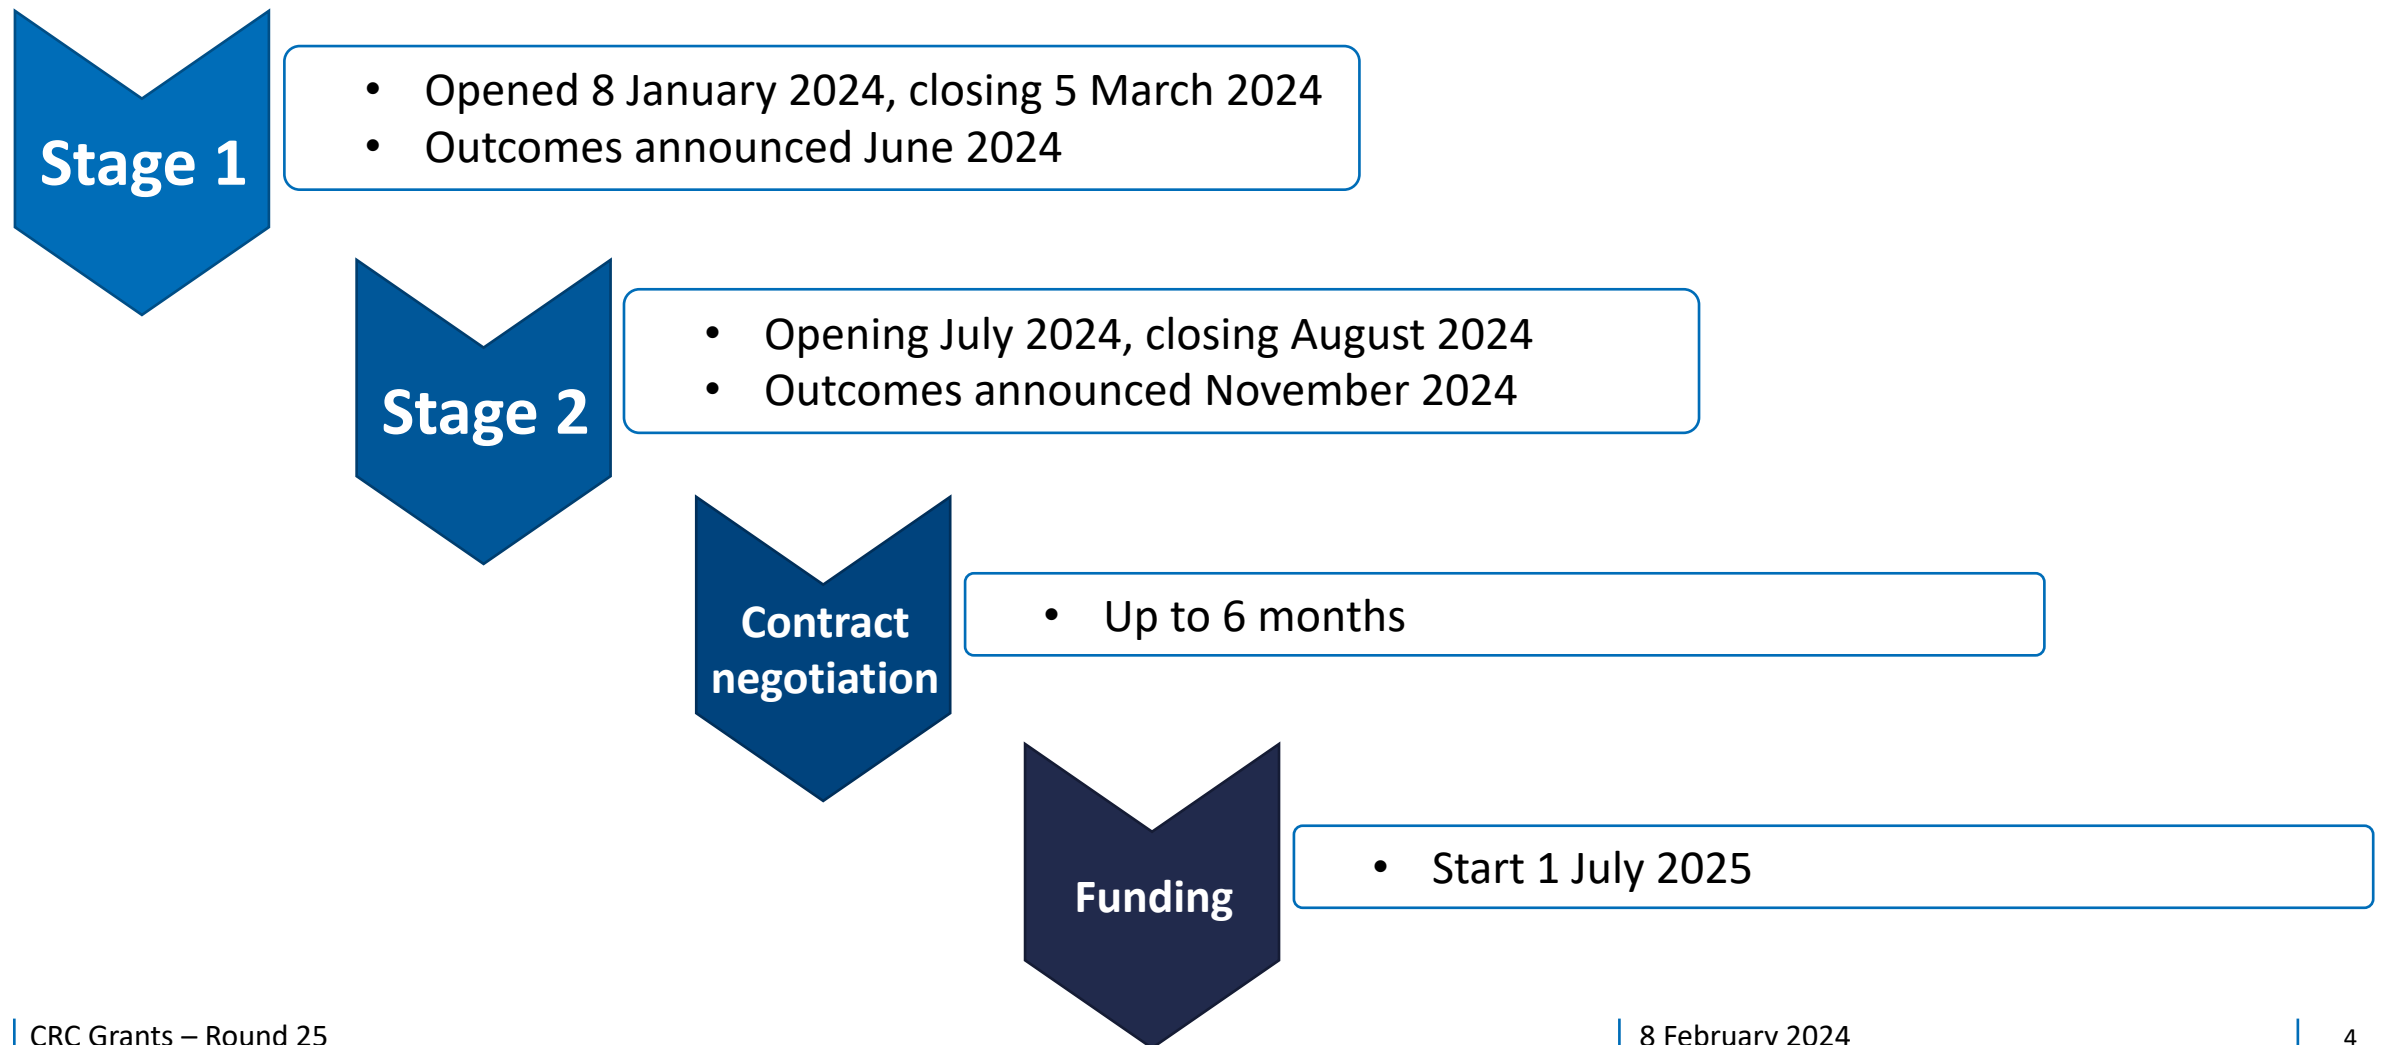 Stage 1
• Opened 8 January 2024, closing 5 March 2024
• Outcomes announced June 2024
Stage 2
• Opening July 2024, closing August 2024
• Outcomes announced November 2024
Contract
negotiation
• Up to 6 months
Funding
• Start 1 July 2025
CRC Grants – Round 25
8 February 2024
4